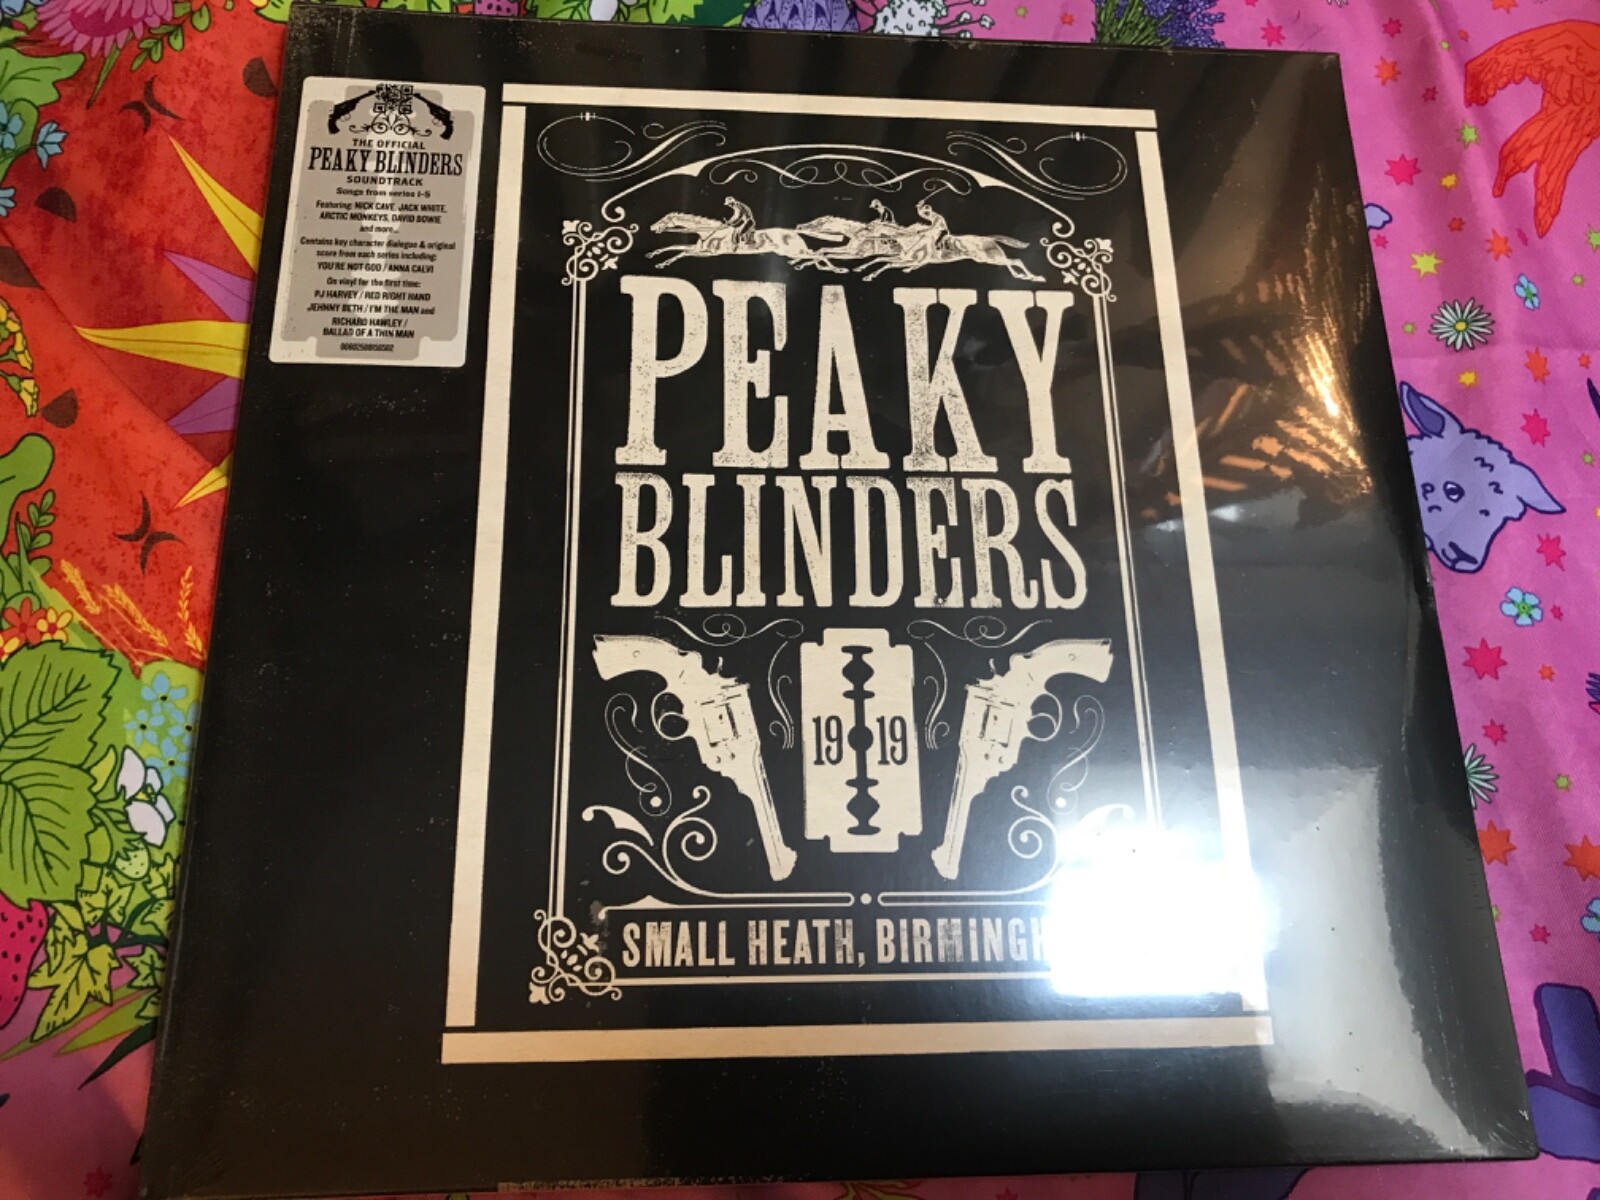 THE OFFICIAL
PEAKY BLINDERS
SOUNDTRACK
Songs from series 1-5
Featuring: NICK CAVE, JACK WHITE,
ARCTIC MONKEYS, DAVID BOWIE
and more...
Contains key character dialogue & original
score from each series including:
YOU'RE NOT GOD / ANNA CALVI
On vinyl for the first time:
PJ HARVEY / RED RIGHT HAND
JEHNNY BETH / I'M THE MAN and
RICHARD HAWLEY /
BALLAD OF A THIN MAN
PEAKY
BLINDERS
19 19
SMALL HEATH,